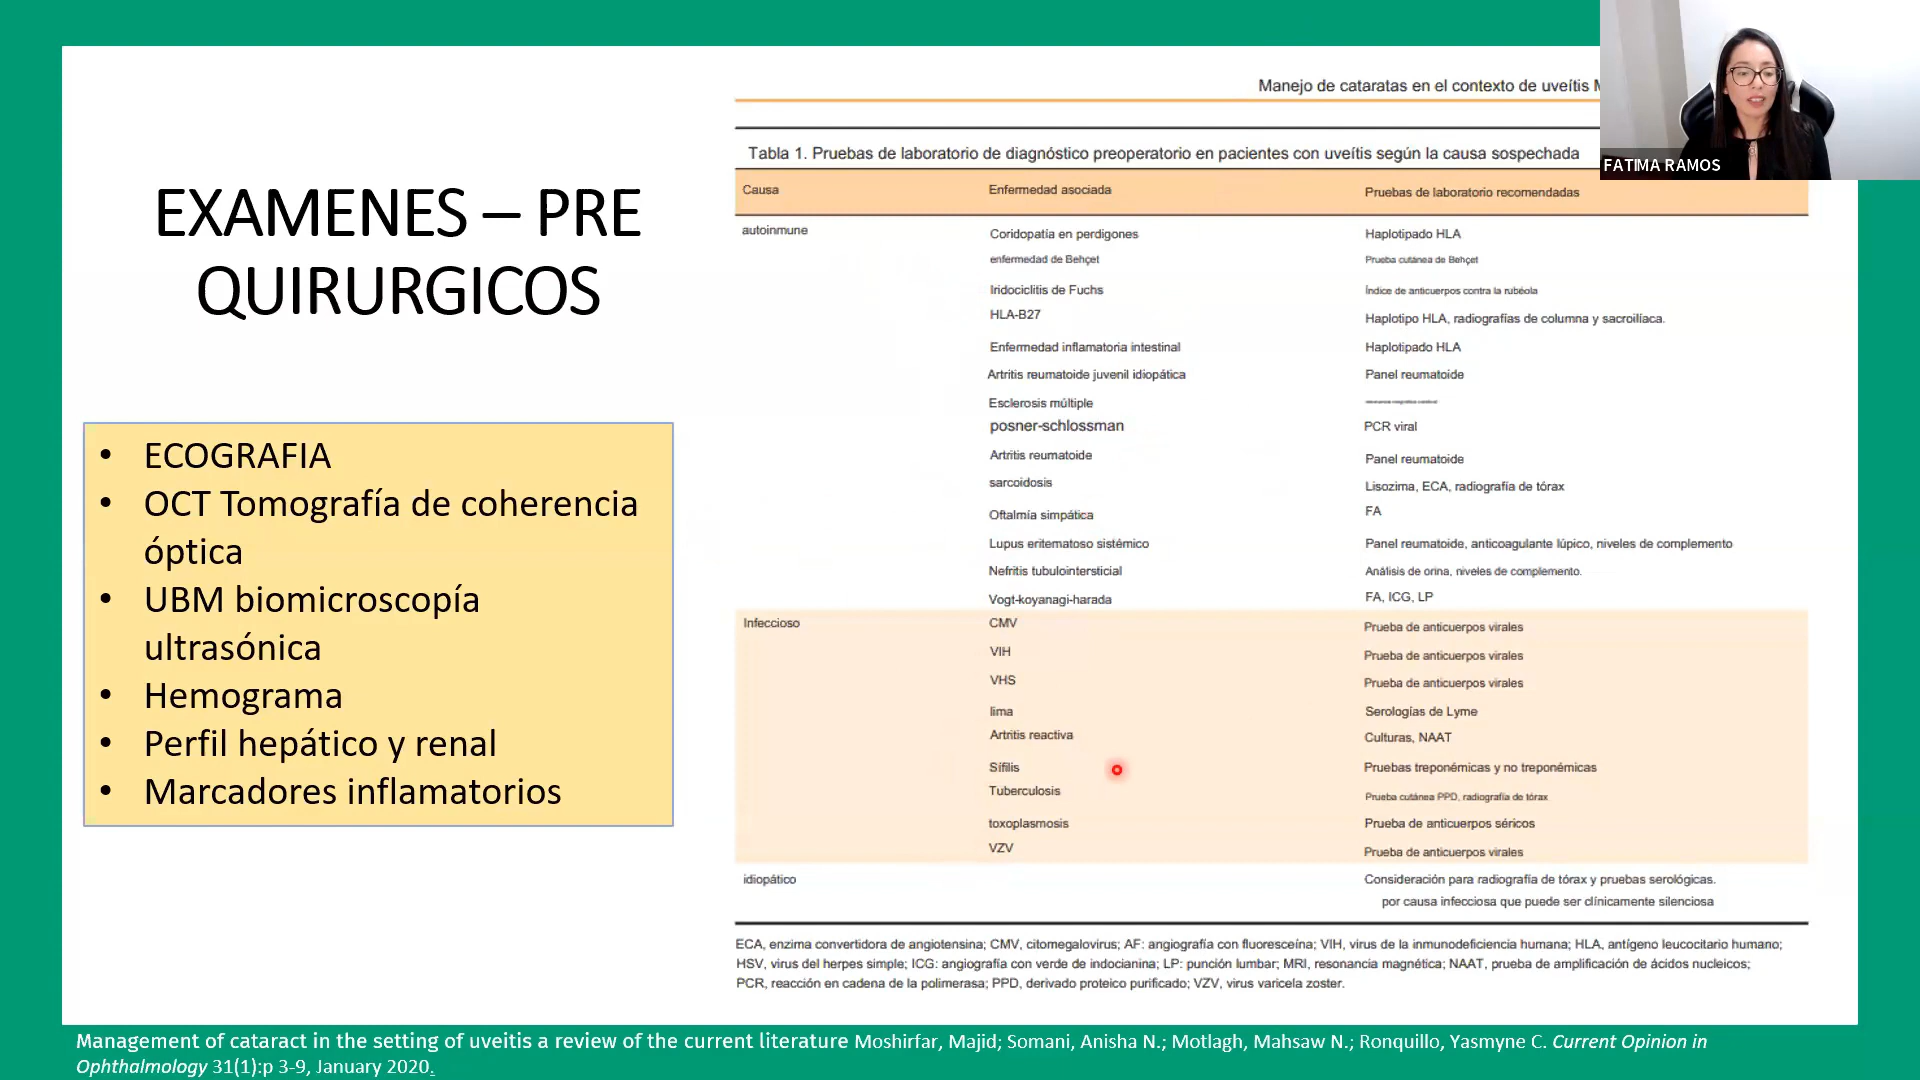 EXAMENES – PRE
QUIRURGICOS
• ECOGRAFIA
• OCT Tomografía de coherencia
óptica
• UBM biomicroscopía
ultrasónica
• Hemograma
• Perfil hepático y renal
• Marcadores inflamatorios
Manejo de cataratas en el contexto de uveítis
FATIMA RAMOS
Tabla 1. Pruebas de laboratorio de diagnóstico preoperatorio en pacientes con uveítis según la causa sospechada
Causa Enfermedad asociada Pruebas de laboratorio recomendadas
autoinmune Coridopatía en perdigones Haplotipado HLA
enfermedad de Behçet Prueba cutánea de Behçet
Iridociclitis de Fuchs Índice de anticuerpos contra la rubéola
HLA-B27 Haplotipo HLA, radiografías de columna y sacroilíaca.
Enfermedad inflamatoria intestinal Haplotipado HLA
Artritis reumatoide juvenil idiopática Panel reumatoide
Esclerosis múltiple
posner-schlossman PCR viral
Artritis reumatoide Panel reumatoide
sarcoidosis Lisozima, ECA, radiografía de tórax
Oftalmía simpática FA
Lupus eritematoso sistémico Panel reumatoide, anticoagulante lúpico, niveles de complemento
Nefritis tubulointersticial Análisis de orina, niveles de complemento.
Vogt-koyanagi-harada FA, ICG, LP
Infeccioso CMV Prueba de anticuerpos virales
VIH Prueba de anticuerpos virales
VHS Prueba de anticuerpos virales
lima Serologías de Lyme
Artritis reactiva Culturas, NAAT
Sífilis Pruebas treponémicas y no treponémicas
Tuberculosis Prueba cutánea PPD, radiografía de tórax
toxoplasmosis Prueba de anticuerpos séricos
VZV Prueba de anticuerpos virales
idiopático Consideración para radiografía de tórax y pruebas serológicas.
por causa infecciosa que puede ser clínicamente silenciosa
ECA, enzima convertidora de angiotensina; CMV, citomegalovirus; AF: angiografía con fluoresceína; VIH, virus de la inmunodeficiencia humana; HLA, antígeno leucocitario humano;
HSV, virus del herpes simple; ICG: angiografía con verde de indocianina; LP: punción lumbar; MRI, resonancia magnética; NAAT, prueba de amplificación de ácidos nucleicos;
PCR, reacción en cadena de la polimerasa; PPD, derivado proteico purificado; VZV, virus varicela zoster.
Management of cataract in the setting of uveitis a review of the current literature Moshirfar, Majid; Somani, Anisha N.; Motlagh, Mahsaw N.; Ronquillo, Yasmyne C. Current Opinion in
Ophthalmology 31(1):p 3-9, January 2020.